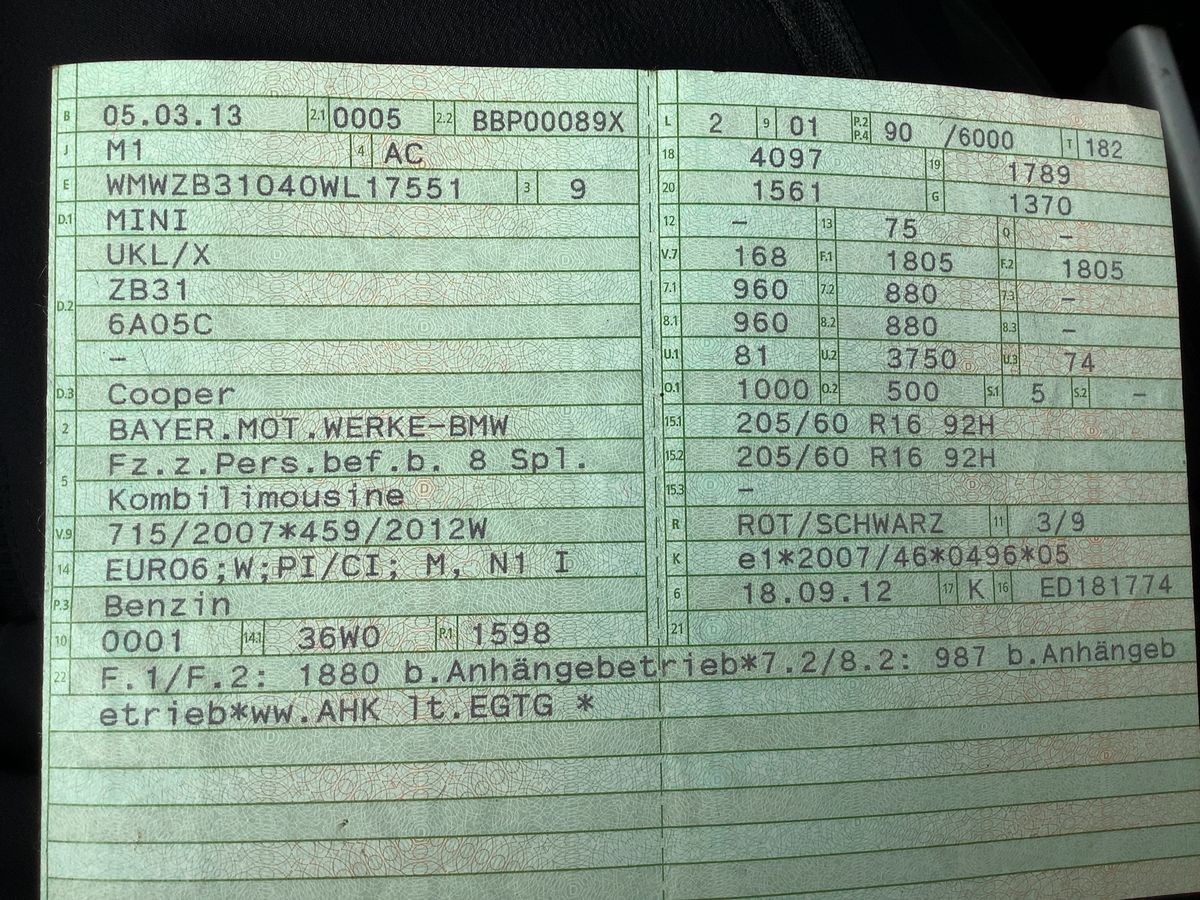 B 05.03.13 2.1 0005 2.2 BBP00089X
J M1 4 AC
E WMWZB31040WL17551 3 9
D.1 MINI
UKL/X
D.2 ZB31
6A05C
–
D.3 Cooper
2 BAYER.MOT.WERKE-BMW
Fz.z.Pers.bef.b. 8 Spl.
5 Kombilimousine
V.9 715/2007*459/2012W
14 EURO6;W;PI/CI; M, N1 I
P.3 Benzin
10 0001 14.1 36W0 P.1 1598
L 2 9 01 P.2 P.4 90 /6000 T 182
18 4097 19 1789
20 1561 G 1370
12 – 13 75 Q –
V.7 168 F.1 1805 F.2 1805
7.1 960 7.2 880 7.3 –
8.1 960 8.2 880 8.3 –
U.1 81 U.2 3750 U.3 74
O.1 1000 O.2 500 S.1 5 S.2 –
15.1 205/60 R16 92H
15.2 205/60 R16 92H
15.3 –
R ROT/SCHWARZ 11 3/9
K e1*2007/46*0496*05
6 18.09.12 17 K 16 ED181774
21
22 F.1/F.2: 1880 b.Anhängebetrieb*7.2/8.2: 987 b.Anhängeb
etrieb*ww.AHK lt.EGTG *